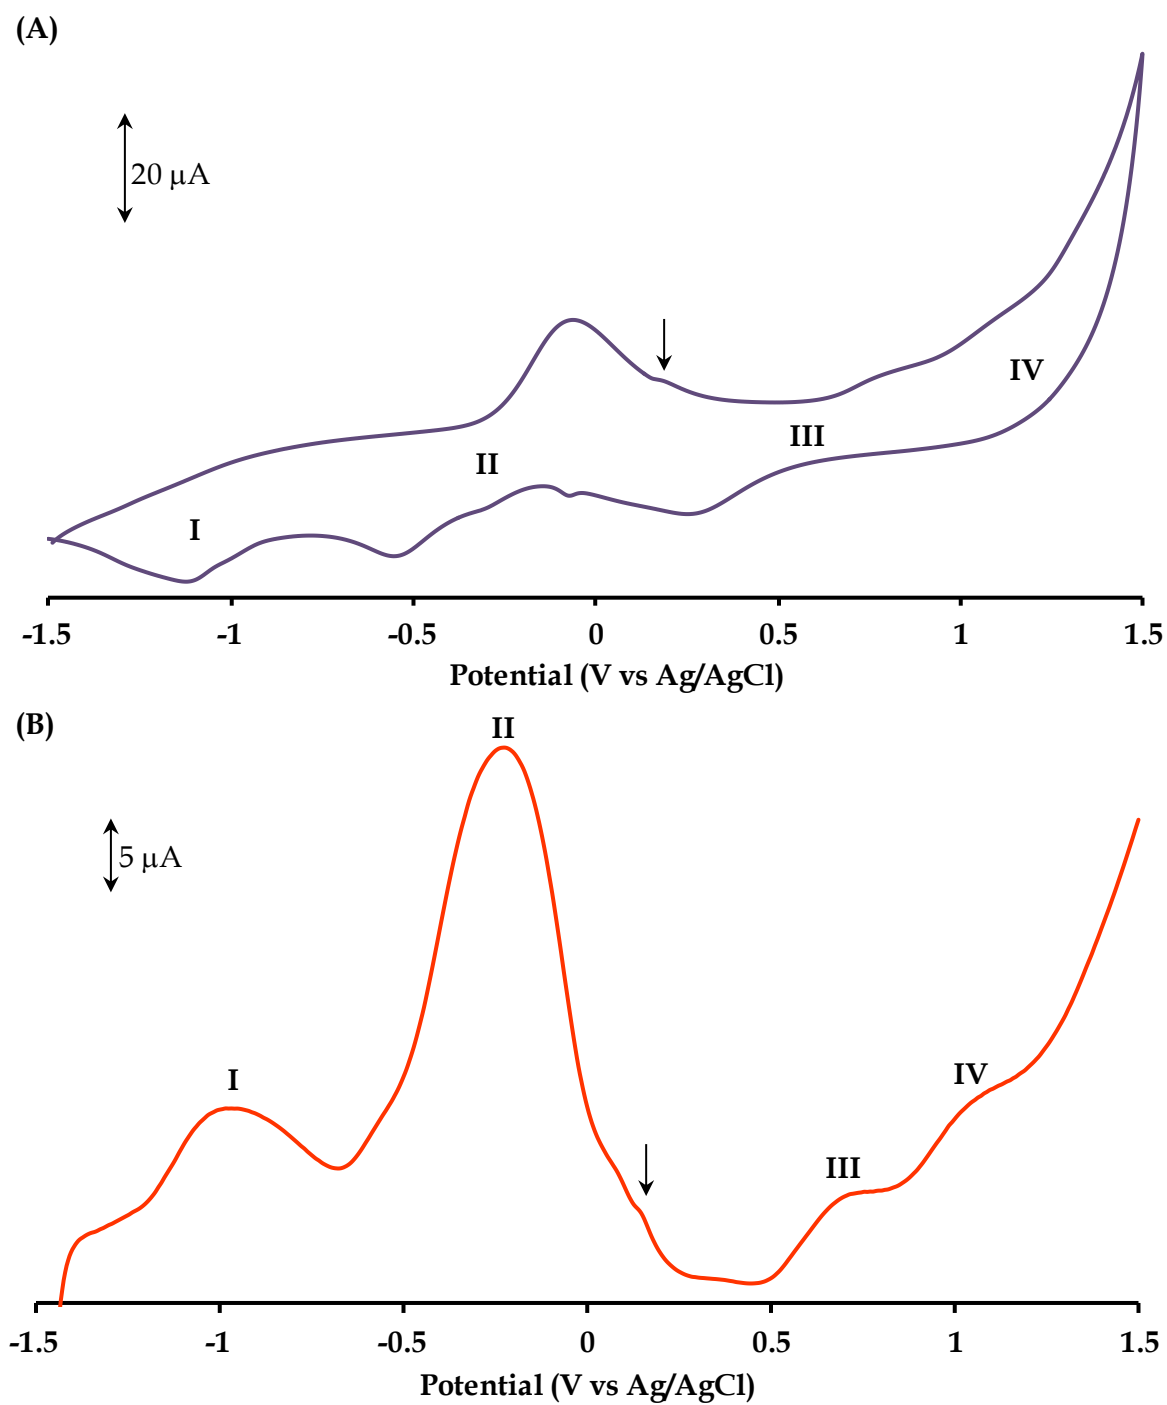 (A)
20 μA
I
II
III
IV
-1.5 -1 -0.5 0 0.5 1 1.5
Potential (V vs Ag/AgCl)
(B)
5 μA
I
II
III
IV
-1.5 -1 -0.5 0 0.5 1 1.5
Potential (V vs Ag/AgCl)